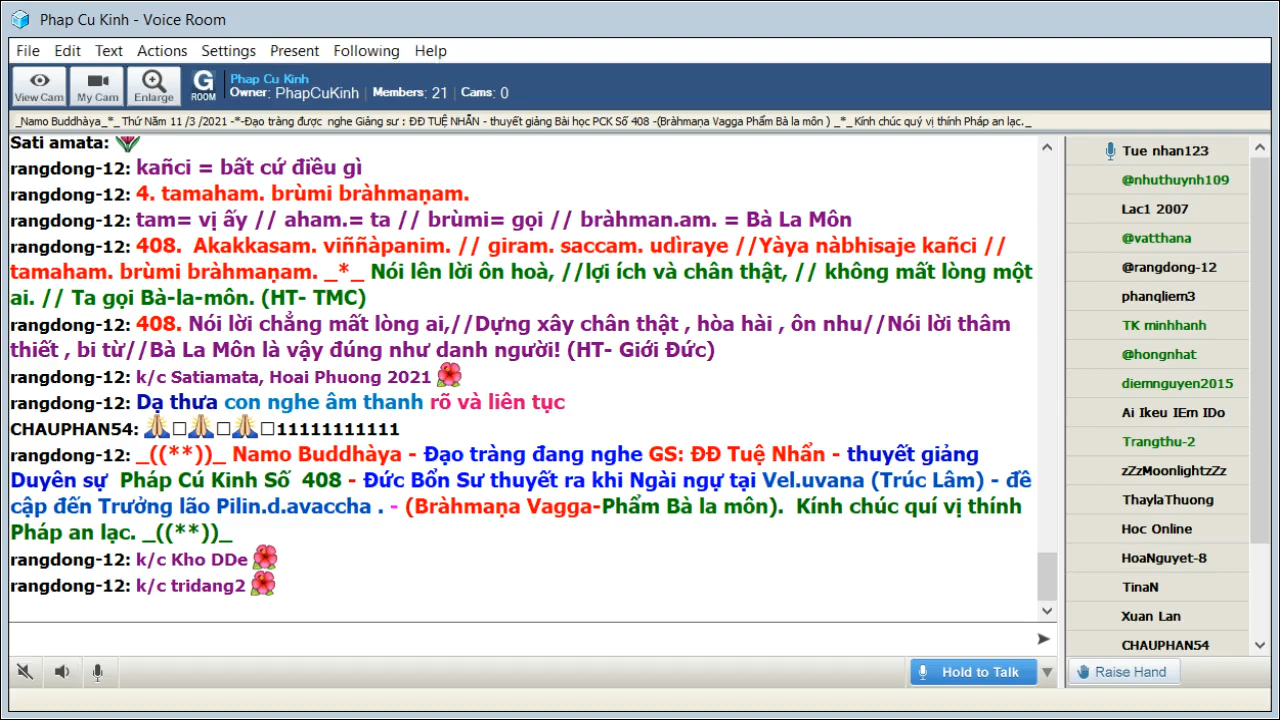 Phap Cu Kinh - Voice Room
File Edit Text Actions Settings Present Following Help
View Cam My Cam Enlarge G ROOM Phap Cu Kinh
Owner: PhapCuKinh Members: 21 Cams: 0
_Namo Buddhàya_*_Thứ Năm 11 /3 /2021 -*-Đạo tràng được nghe Giảng sư : ĐĐ TUỆ NHẪN - thuyết giảng Bài học PCK Số 408 -(Bràhmaṇa Vagga Phẩm Bà la môn ) _*_ Kính chúc quý vị thính Pháp an lạc._
Sati amata:
rangdong-12: kañci = bất cứ điều gì
rangdong-12: 4. tamaham. brùmi bràhmaṇam.
rangdong-12: tam= vị ấy // aham.= ta // brùmi= gọi // bràhman.am. = Bà La Môn
rangdong-12: 408. Akakkasam. viññàpanim. // giram. saccam. udìraye //Yàya nàbhisaje kañci //
tamaham. brùmi bràhmaṇam. _*_ Nói lên lời ôn hoà, //lợi ích và chân thật, // không mất lòng một
ai. // Ta gọi Bà-la-môn. (HT- TMC)
rangdong-12: 408. Nói lời chẳng mất lòng ai,//Dựng xây chân thật , hòa hài , ôn nhu//Nói lời thâm
thiết , bi từ//Bà La Môn là vậy đúng như danh người! (HT- Giới Đức)
rangdong-12: k/c Satiamata, Hoai Phuong 2021
rangdong-12: Dạ thưa con nghe âm thanh rõ và liên tục
CHAUPHAN54: 🙏□🙏□🙏□11111111111
rangdong-12: _((**))_ Namo Buddhàya - Đạo tràng đang nghe GS: ĐĐ Tuệ Nhẫn - thuyết giảng
Duyên sự Pháp Cú Kinh Số 408 - Đức Bổn Sư thuyết ra khi Ngài ngự tại Vel.uvana (Trúc Lâm) - đề
cập đến Trưởng lão Pilin.d.avaccha . - (Bràhmaṇa Vagga-Phẩm Bà la môn). Kính chúc quí vị thính
Pháp an lạc. _((**))_
rangdong-12: k/c Kho DDe
rangdong-12: k/c tridang2
Hold to Talk
Tue nhan123
@nhuthuynh109
Lac1 2007
@vatthana
@rangdong-12
phanqliem3
TK minhhanh
@hongnhat
diemnguyen2015
Ai Ikeu IEm IDo
Trangthu-2
zZzMoonlightzZz
ThaylaThuong
Hoc Online
HoaNguyet-8
TinaN
Xuan Lan
CHAUPHAN54
Raise Hand